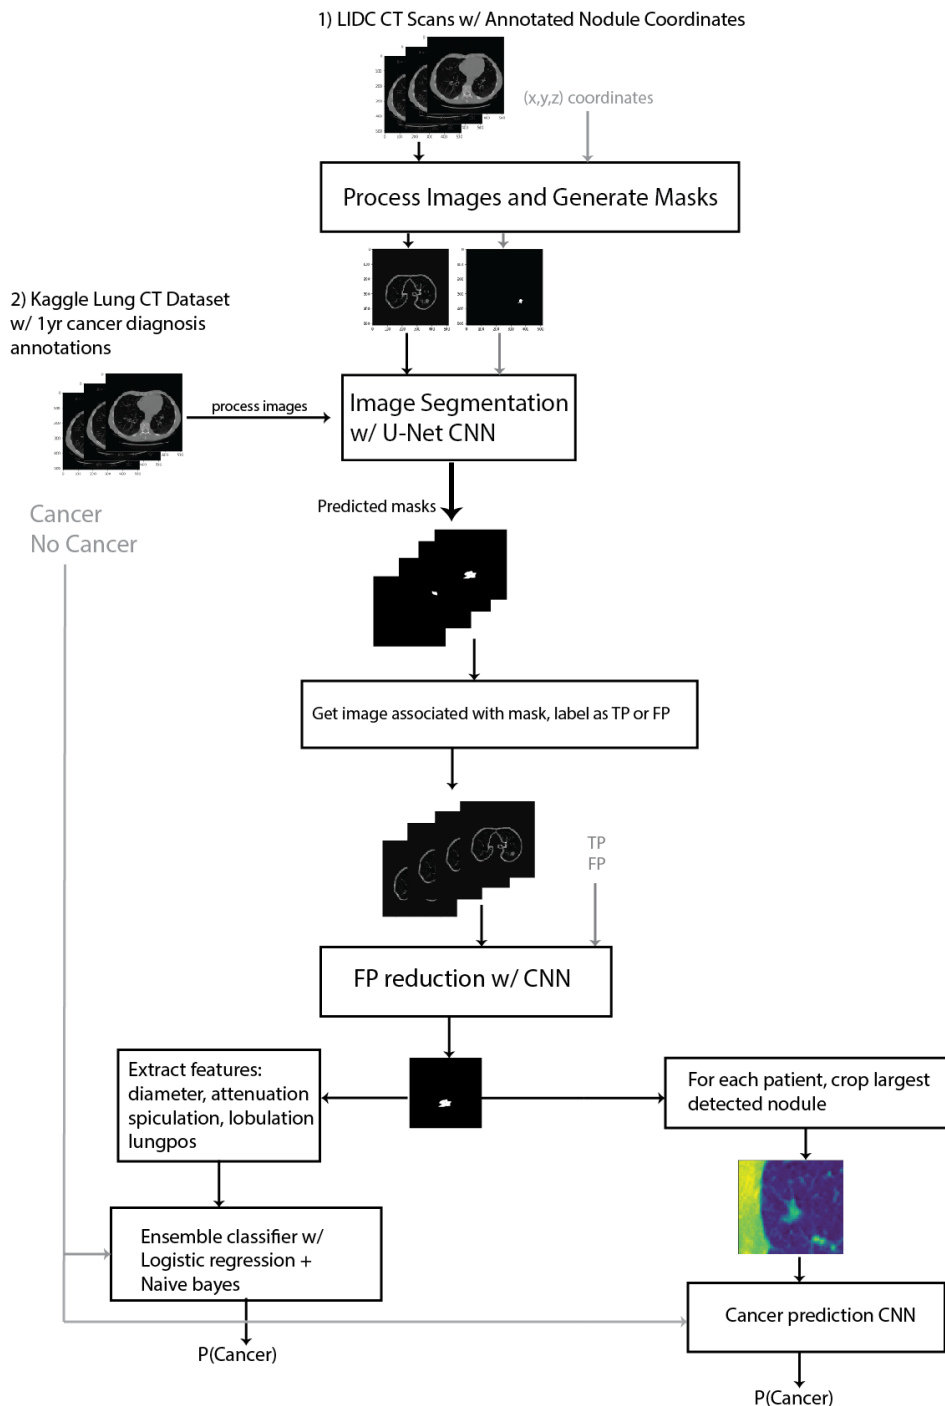 1) LIDC CT Scans w/ Annotated Nodule Coordinates
(x,y,z) coordinates
Process Images and Generate Masks
2) Kaggle Lung CT Dataset
w/ 1yr cancer diagnosis
annotations
process images
Image Segmentation
w/ U-Net CNN
Cancer
No Cancer
Predicted masks
Get image associated with mask, label as TP or FP
TP
FP
FP reduction w/ CNN
Extract features:
diameter, attenuation
spiculation, lobulation
lungpos
For each patient, crop largest
detected nodule
Ensemble classifier w/
Logistic regression +
Naive bayes
Cancer prediction CNN
P(Cancer)
P(Cancer)